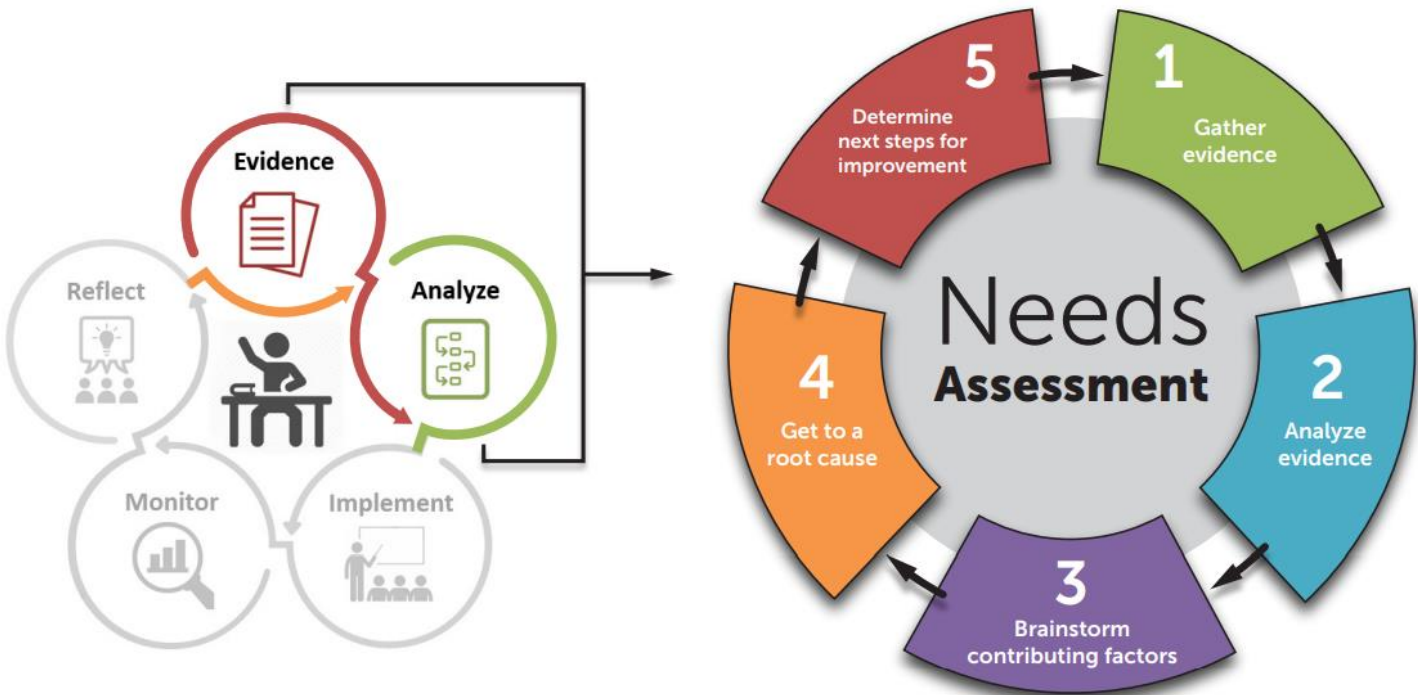 Evidence
Analyze
Reflect
Monitor
Implement
Needs
Assessment
1
Gather
evidence
2
Analyze
evidence
3
Brainstorm
contributing factors
4
Get to a
root cause
5
Determine
next steps for
improvement